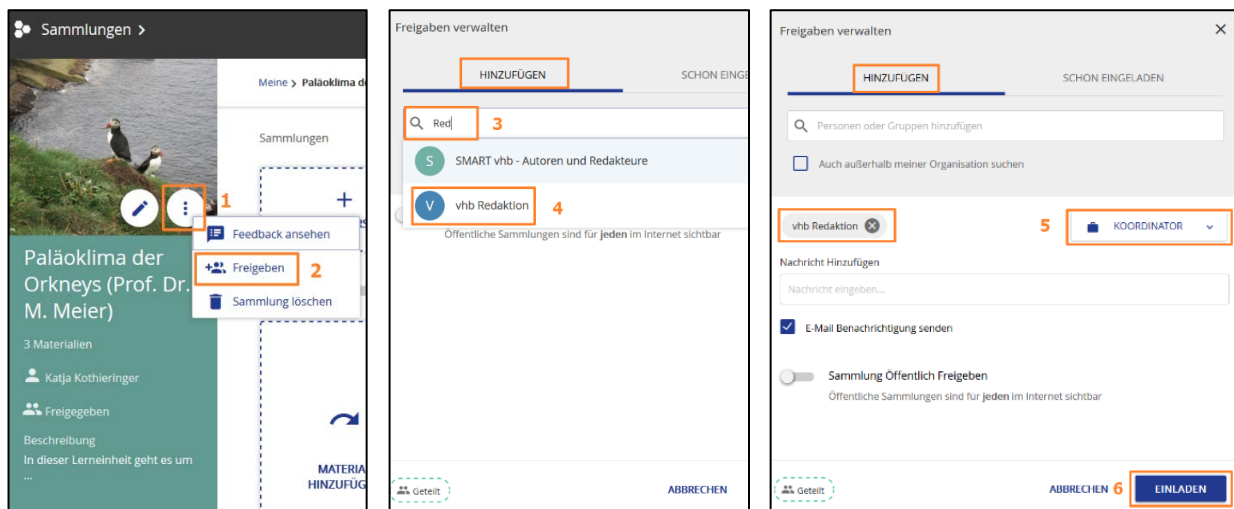 Sammlungen >
Meine > Paläoklima d
Sammlungen
1
Feedback ansehen
Freigeben
2
Sammlung löschen
Paläoklima der
Orkneys (Prof. Dr.
M. Meier)
3 Materialien
Katja Kothieringer
Freigegeben
Beschreibung
In dieser Lerneinheit geht es um
...
MATERIA
HINZUFÜG
Freigaben verwalten
HINZUFÜGEN
SCHON EINGE
Red
3
S
SMART vhb - Autoren und Redakteure
V
vhb Redaktion
4
Öffentliche Sammlungen sind für jeden im Internet sichtbar
Geteilt
ABBRECHEN
Freigaben verwalten
HINZUFÜGEN
SCHON EINGELADEN
Personen oder Gruppen hinzufügen
Auch außerhalb meiner Organisation suchen
vhb Redaktion
5
KOORDINATOR
Nachricht Hinzufügen
Nachricht eingeben...
E-Mail Benachrichtigung senden
Sammlung Öffentlich Freigeben
Öffentliche Sammlungen sind für jeden im Internet sichtbar
Geteilt
ABBRECHEN
6
EINLADEN